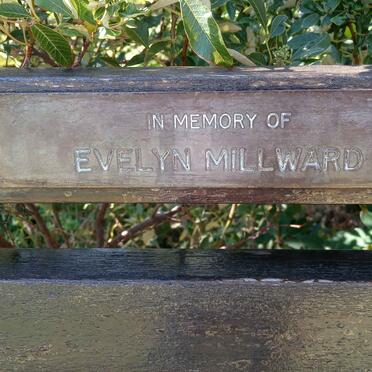 IN MEMORY OF
EVELYN MILLWARD